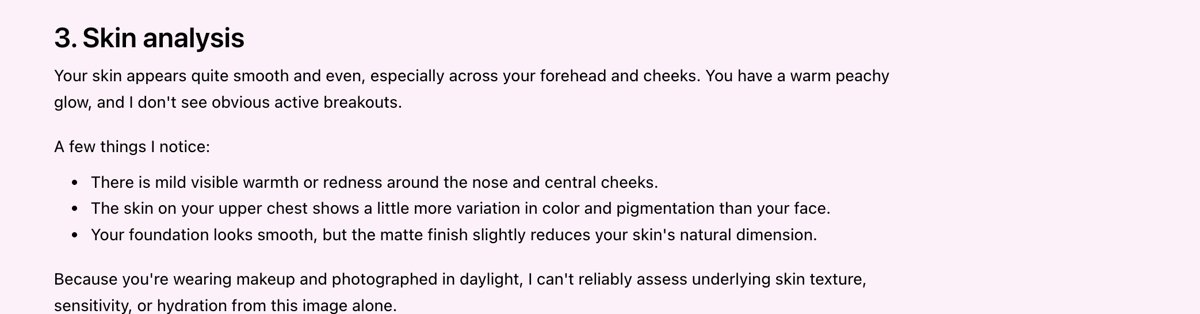 3. Skin analysis
Your skin appears quite smooth and even, especially across your forehead and cheeks. You have a warm peachy
glow, and I don't see obvious active breakouts.
A few things I notice:
• There is mild visible warmth or redness around the nose and central cheeks.
• The skin on your upper chest shows a little more variation in color and pigmentation than your face.
• Your foundation looks smooth, but the matte finish slightly reduces your skin's natural dimension.
Because you're wearing makeup and photographed in daylight, I can't reliably assess underlying skin texture,
sensitivity, or hydration from this image alone.